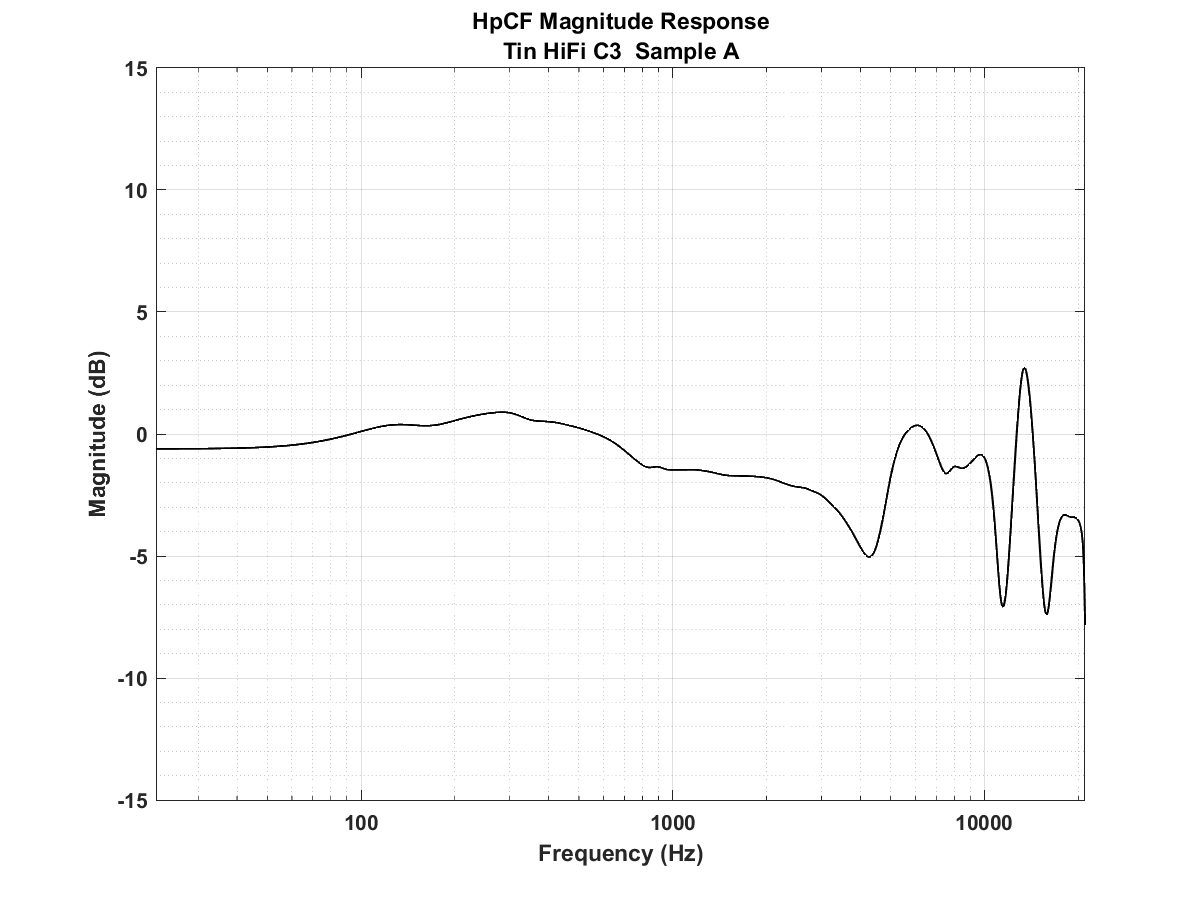 HpCF Magnitude Response
Tin HiFi C3  Sample A
15
10
5
0
-5
-10
-15
Magnitude (dB)
100
1000
10000
Frequency (Hz)